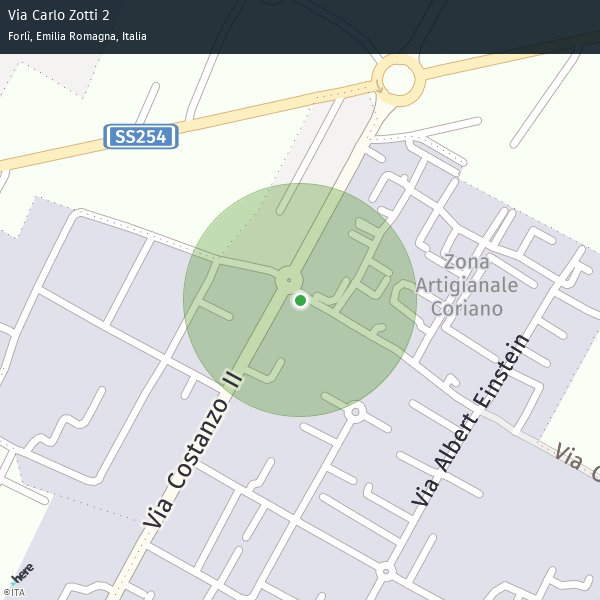 Via Carlo Zotti 2
Forlì, Emilia Romagna, Italia
SS254
Zona
Artigianale
Coriano
Via Albert Einstein
Via Costanzo II
Via
here
©ITA